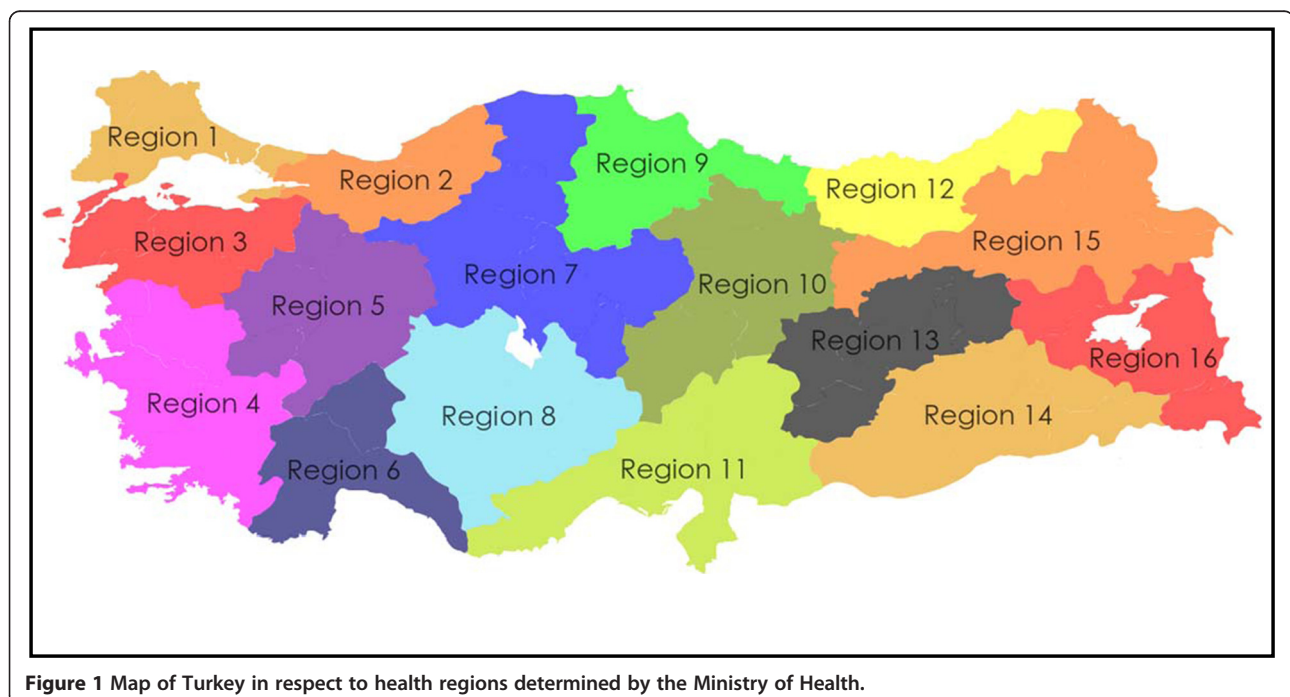 Region 1
Region 2
Region 9
Region 12
Region 3
Region 15
Region 7
Region 10
Region 5
Region 13
Region 16
Region 4
Region 8
Region 14
Region 6
Region 11
Figure 1 Map of Turkey in respect to health regions determined by the Ministry of Health.